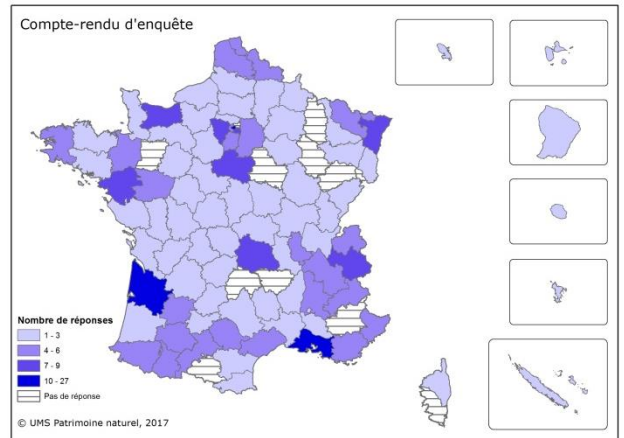 Compte-rendu d'enquête
Nombre de réponses
1 - 3
4 - 6
7 - 9
10 - 27
Pas de réponse
© UMS Patrimoine naturel, 2017